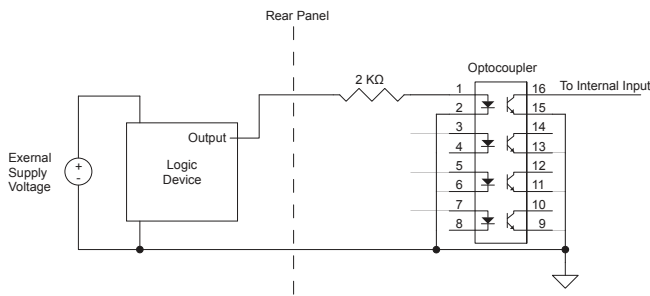 Rear Panel
2 KΩ
Optocoupler
To Internal Input
1
2
3
4
5
6
7
8
16
15
14
13
12
11
10
9
Output
Logic
Device
Exernal
Supply
Voltage
+
-